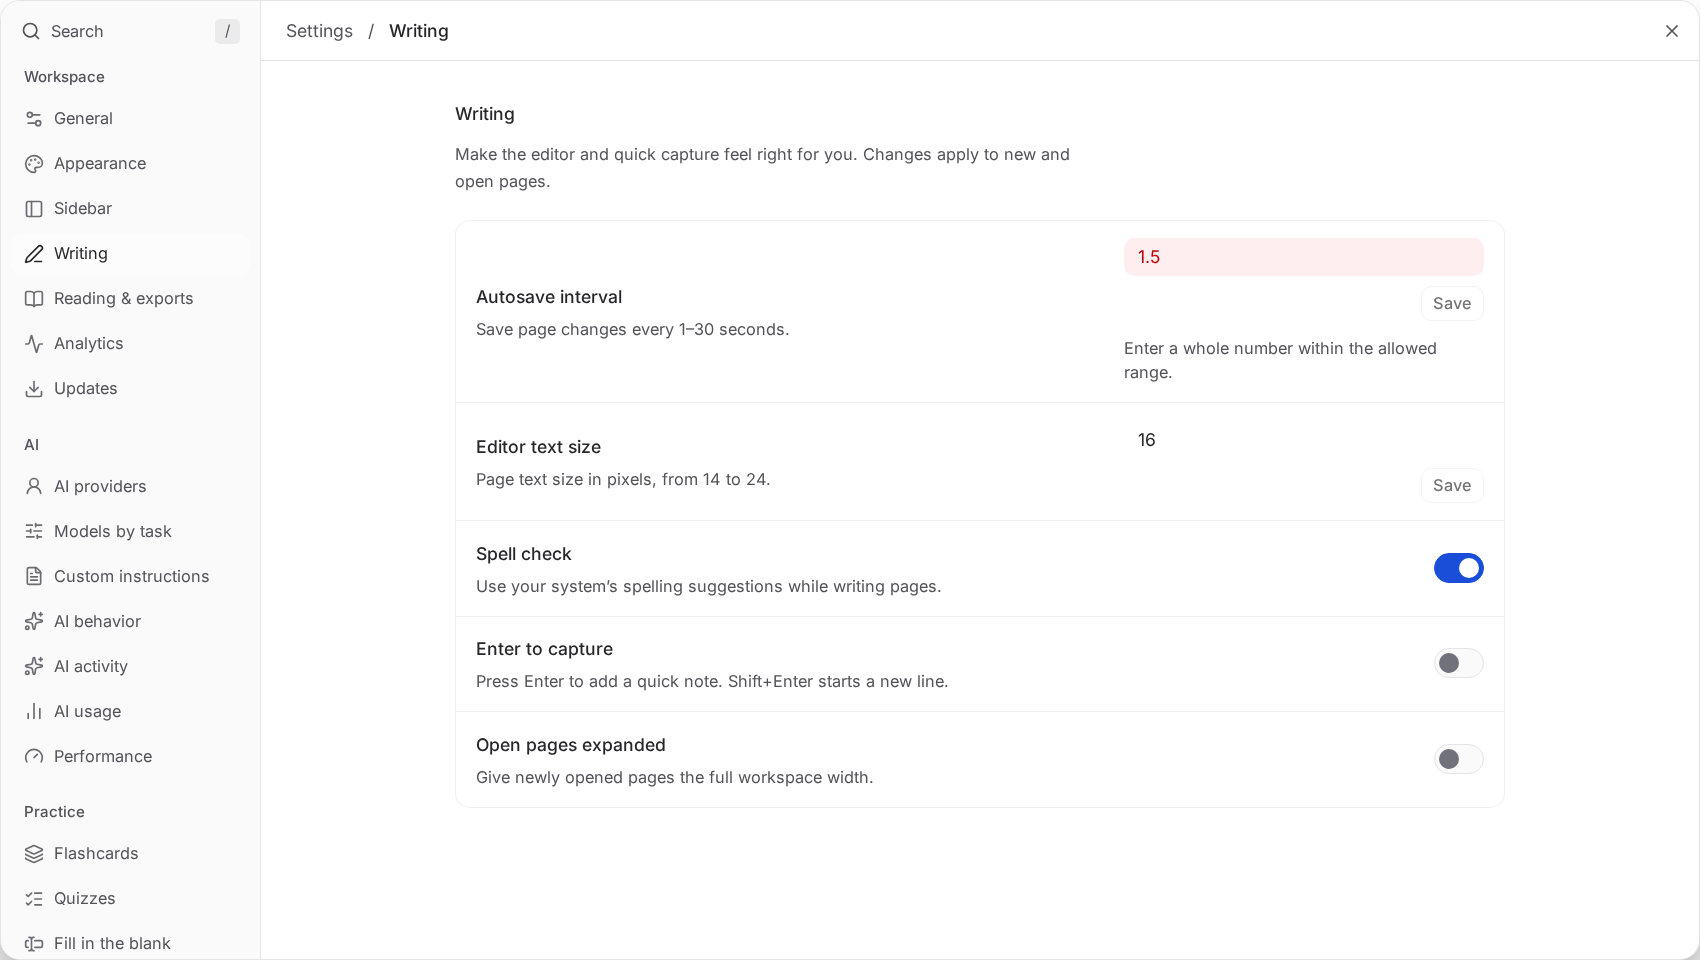 Search /
Workspace
General
Appearance
Sidebar
Writing
Reading & exports
Analytics
Updates
AI
AI providers
Models by task
Custom instructions
AI behavior
AI activity
AI usage
Performance
Practice
Flashcards
Quizzes
Fill in the blank
Settings / Writing
Writing
Make the editor and quick capture feel right for you. Changes apply to new and
open pages.
Autosave interval
Save page changes every 1–30 seconds.
1.5
Save
Enter a whole number within the allowed
range.
Editor text size
Page text size in pixels, from 14 to 24.
16
Save
Spell check
Use your system’s spelling suggestions while writing pages.
Enter to capture
Press Enter to add a quick note. Shift+Enter starts a new line.
Open pages expanded
Give newly opened pages the full workspace width.